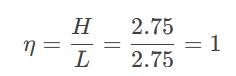 η = H/L = 2.75/2.75 = 1